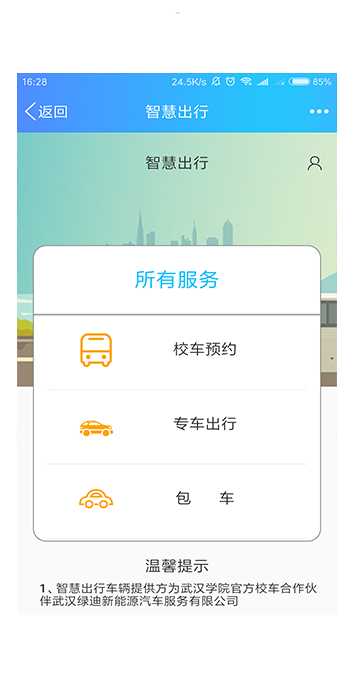 16:28 24.5K/s 85%
返回 智慧出行
智慧出行
所有服务
校车预约
专车出行
包 车
温馨提示
1、智慧出行车辆提供方为武汉学院官方校车合作伙
伴武汉绿迪新能源汽车服务有限公司